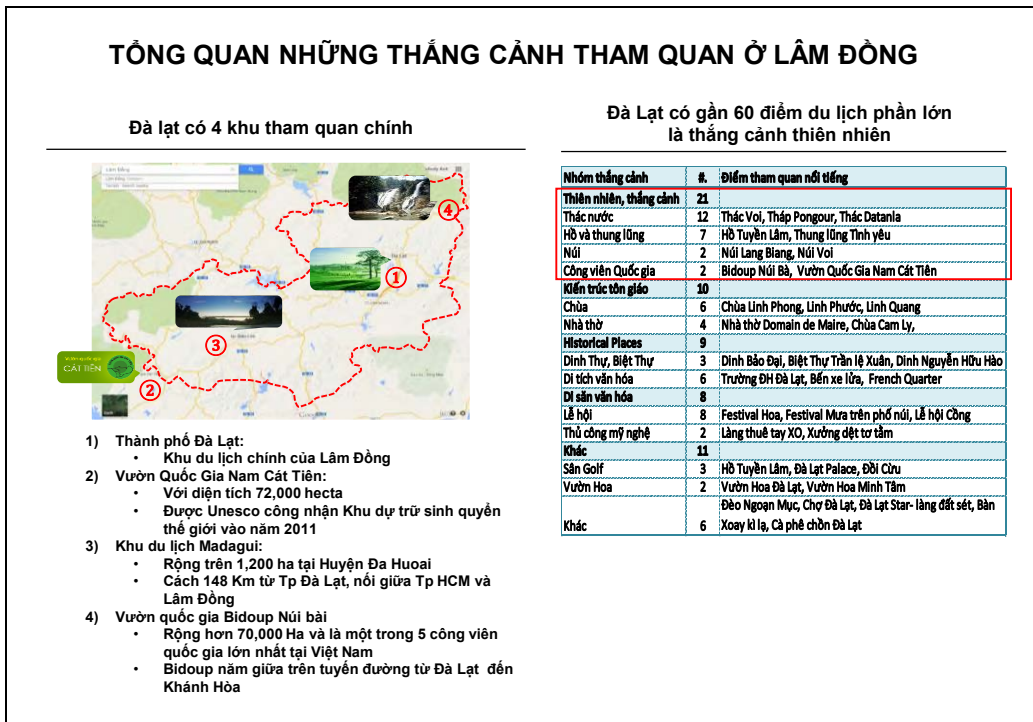 TỔNG QUAN NHỮNG THẮNG CẢNH THAM QUAN Ở LÂM ĐỒNG
Đà lạt có 4 khu tham quan chính
Lâm Đồng
CÁT TIÊN
1
2
3
4
1) Thành phố Đà Lạt:
• Khu du lịch chính của Lâm Đồng
2) Vườn Quốc Gia Nam Cát Tiên:
• Với diện tích 72,000 hecta
• Được Unesco công nhận Khu dự trữ sinh quyển
thế giới vào năm 2011
3) Khu du lịch Madagui:
• Rộng trên 1,200 ha tại Huyện Đa Huoai
• Cách 148 Km từ Tp Đà Lạt, nối giữa Tp HCM và
Lâm Đồng
4) Vườn quốc gia Bidoup Núi bài
• Rộng hơn 70,000 Ha và là một trong 5 công viên
quốc gia lớn nhất tại Việt Nam
• Bidoup năm giữa trên tuyến đường từ Đà Lạt đến
Khánh Hòa
Đà Lạt có gần 60 điểm du lịch phần lớn
là thắng cảnh thiên nhiên
Nhóm thắng cảnh #. Điểm tham quan nổi tiếng
Thiên nhiên, thắng cảnh 21
Thác nước 12 Thác Voi, Tháp Pongour, Thác Datanla
Hồ và thung lũng 7 Hồ Tuyền Lâm, Thung lũng Tình yêu
Núi 2 Núi Lang Biang, Núi Voi
Công viên Quốc gia 2 Bidoup Núi Bà, Vườn Quốc Gia Nam Cát Tiên
Kiến trúc tôn giáo 10
Chùa 6 Chùa Linh Phong, Linh Phước, Linh Quang
Nhà thờ 4 Nhà thờ Domain de Maire, Chùa Cam Ly,
Historical Places 9
Dinh Thự, Biệt Thự 3 Dinh Bảo Đại, Biệt Thự Trần lệ Xuân, Dinh Nguyễn Hữu Hào
Di tích văn hóa 6 Trường ĐH Đà Lạt, Bến xe lửa, French Quarter
Di sản văn hóa 8
Lễ hội 8 Festival Hoa, Festival Mưa trên phố núi, Lễ hội Cồng
Thủ công mỹ nghệ 2 Làng thuê tay XO, Xưởng dệt tơ tằm
Khác 11
Sân Golf 3 Hồ Tuyền Lâm, Đà Lạt Palace, Đồi Cừu
Vườn Hoa 2 Vườn Hoa Đà Lạt, Vườn Hoa Minh Tâm
Đèo Ngoạn Mục, Chợ Đà Lạt, Đà Lạt Star- làng đất sét, Bàn
Khác 6 Xoay kì lạ, Cà phê chồn Đà Lạt